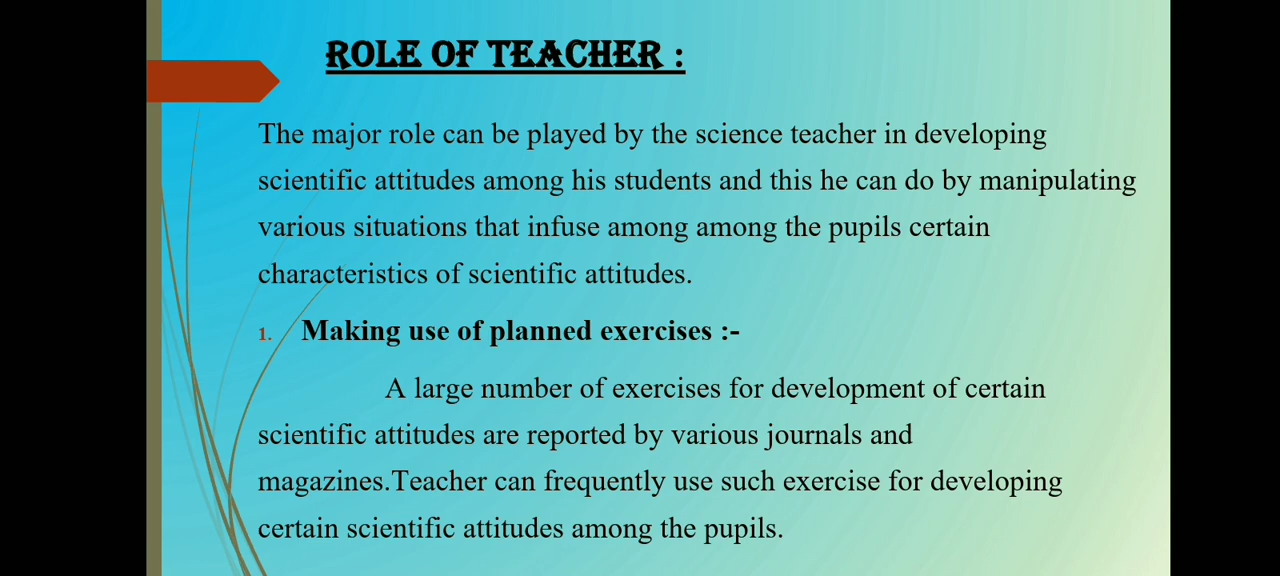 ROLE OF TEACHER :
The major role can be played by the science teacher in developing
scientific attitudes among his students and this he can do by manipulating
various situations that infuse among among the pupils certain
characteristics of scientific attitudes.
1. Making use of planned exercises :-
A large number of exercises for development of certain
scientific attitudes are reported by various journals and
magazines.Teacher can frequently use such exercise for developing
certain scientific attitudes among the pupils.